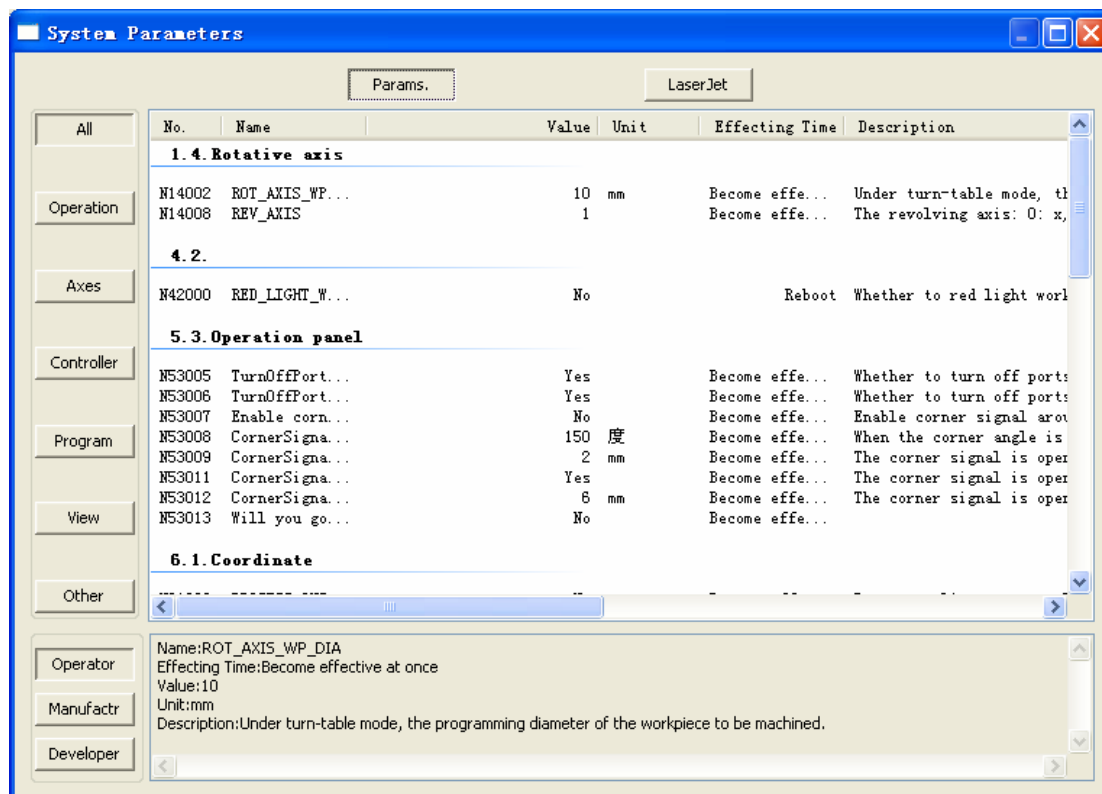 System Parameters
Params. LaserJet
All
Operation
Axes
Controller
Program
View
Other
No. Name Value Unit Effecting Time Description
1.4.Rotative axis
N14002 ROT_AXIS_WP... 10 mm Become effe... Under turn-table mode, th
N14008 REV_AXIS 1 Become effe... The revolving axis: 0: x,
4.2.
N42000 RED_LIGHT_W... No Reboot Whether to red light work
5.3.Operation panel
N53005 TurnOffPort... Yes Become effe... Whether to turn off ports
N53006 TurnOffPort... Yes Become effe... Whether to turn off ports
N53007 Enable corn... No Become effe... Enable corner signal arou
N53008 CornerSigna... 150 度 Become effe... When the corner angle is
N53009 CornerSigna... 2 mm Become effe... The corner signal is oper
N53011 CornerSigna... Yes Become effe... The corner signal is oper
N53012 CornerSigna... 6 mm Become effe... The corner signal is oper
N53013 Will you go... No Become effe...
6.1.Coordinate
Operator
Manufactr
Developer
Name:ROT_AXIS_WP_DIA
Effecting Time:Become effective at once
Value:10
Unit:mm
Description:Under turn-table mode, the programming diameter of the workpiece to be machined.